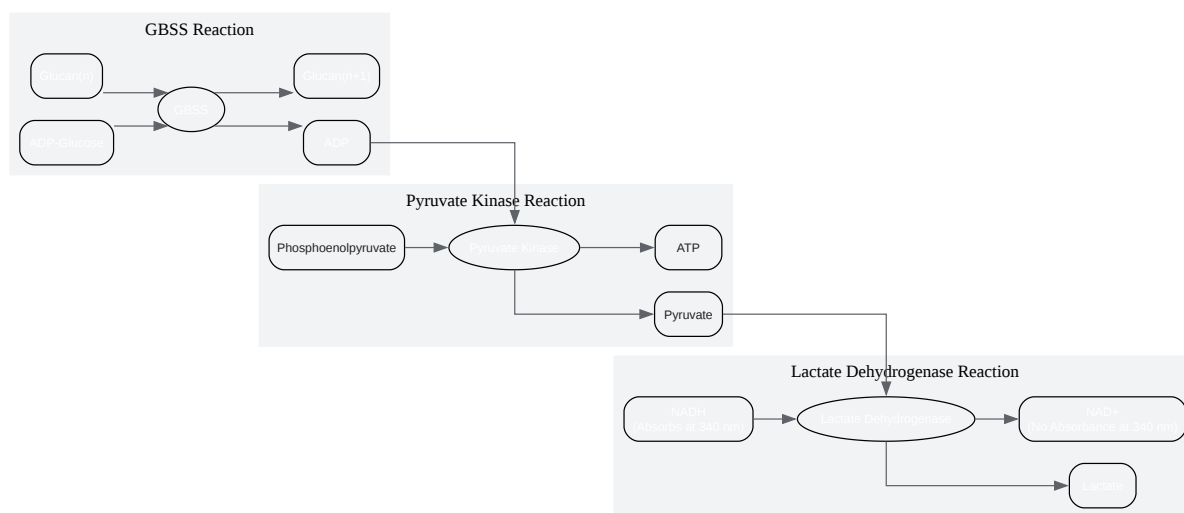 GBSS Reaction
Glucan(n)
Glucan(n+1)
GBSS
ADP-Glucose
ADP
Pyruvate Kinase Reaction
Phosphoenolpyruvate
Pyruvate Kinase
ATP
Pyruvate
Lactate Dehydrogenase Reaction
NADH
(Absorbs at 340 nm)
Lactate Dehydrogenase
NAD+
(No Absorbance at 340 nm)
Lactate